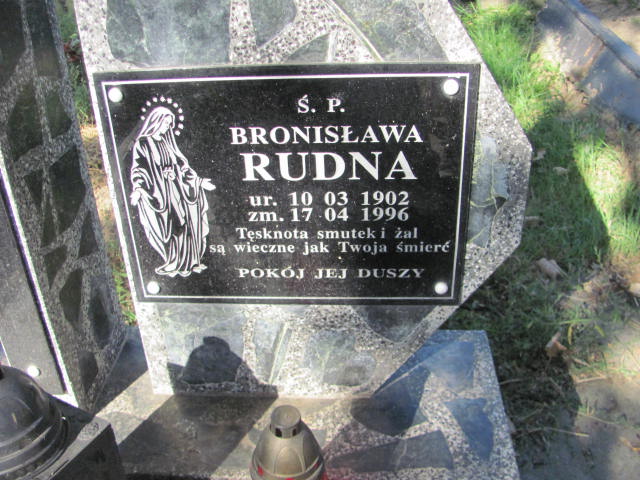 Ś. P.
BRONISŁAWA
RUDNA
ur. 10 03 1902
zm. 17 04 1996
Tęsknota smutek i żal
są wieczne jak Twoja śmierć
POKÓJ JEJ DUSZY